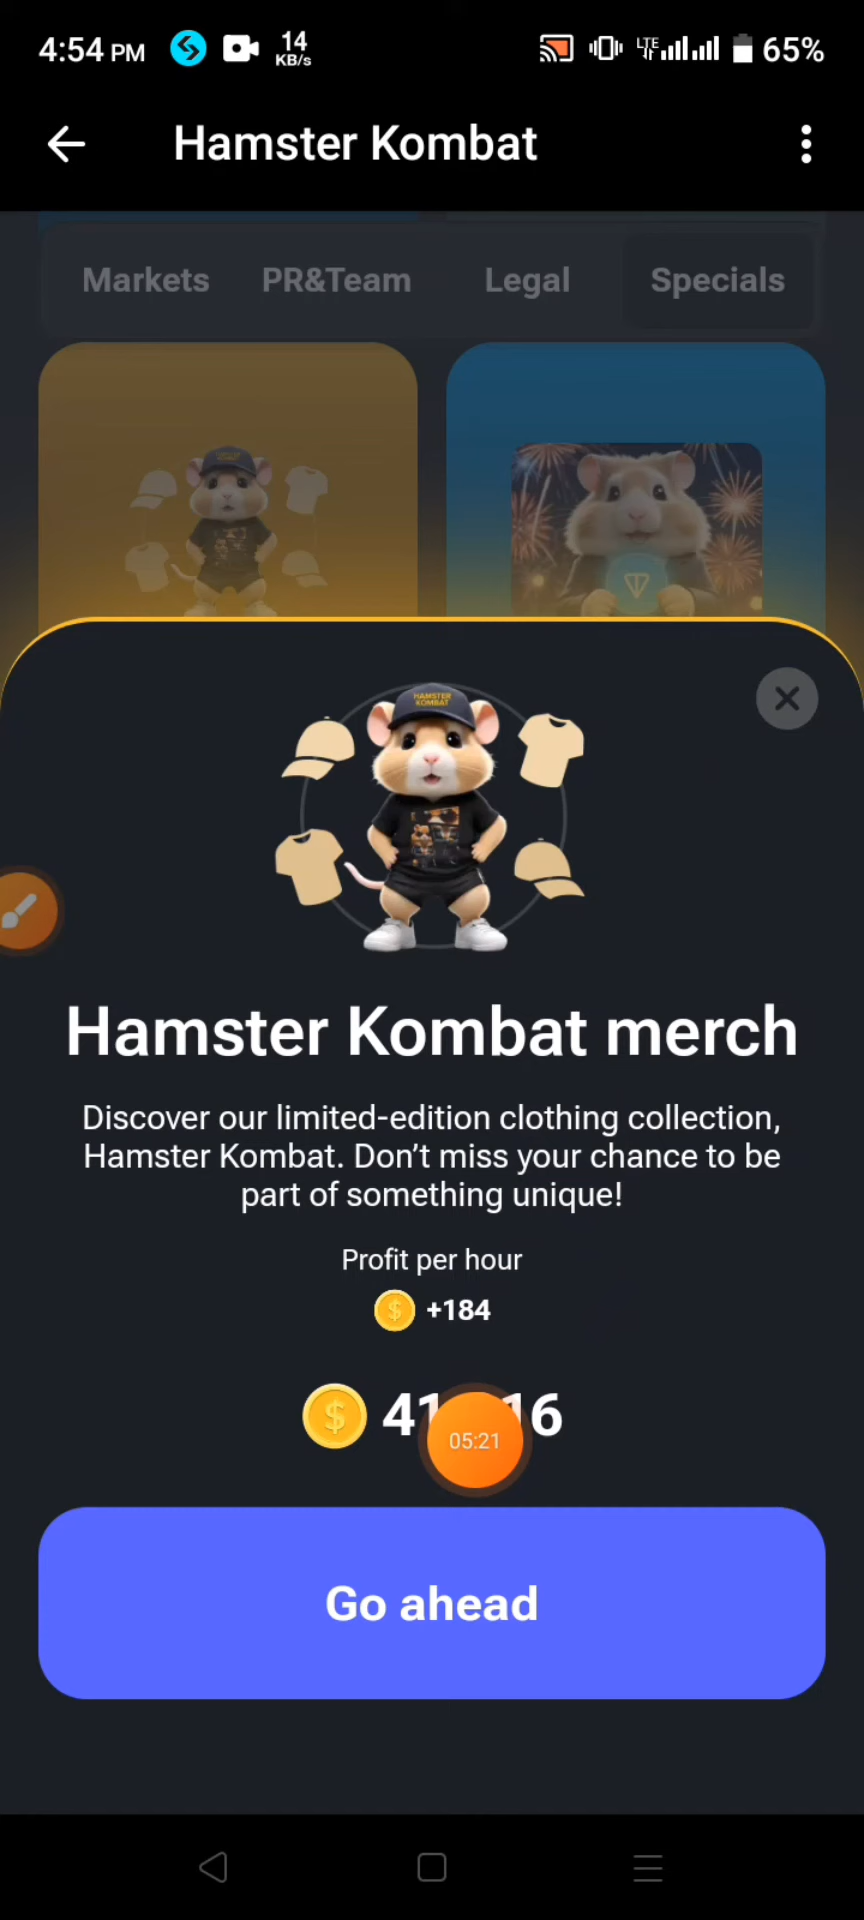 4:54 PM
14
KB/s
LTE
65%
Hamster Kombat
Markets PR&Team Legal Specials
HAMSTER
KOMBAT
Hamster Kombat merch
Discover our limited-edition clothing collection,
Hamster Kombat. Don’t miss your chance to be
part of something unique!
Profit per hour
+184
05:21
Go ahead